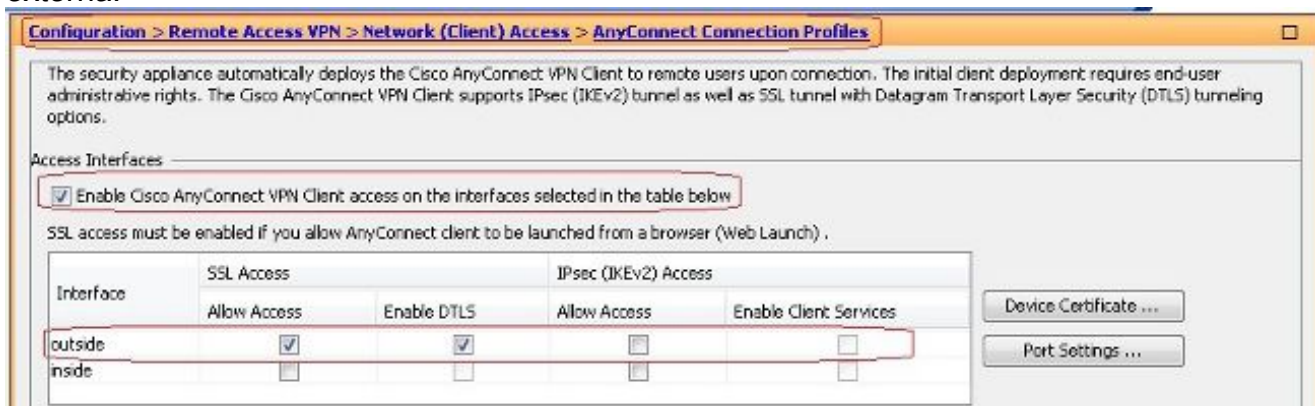 Configuration > Remote Access VPN > Network (Client) Access > AnyConnect Connection Profiles
The security appliance automatically deploys the Cisco AnyConnect VPN Client to remote users upon connection. The initial client deployment requires end-user
administrative rights. The Cisco AnyConnect VPN Client supports IPsec (IKEv2) tunnel as well as SSL tunnel with Datagram Transport Layer Security (DTLS) tunneling
options.
Access Interfaces
Enable Cisco AnyConnect VPN Client access on the interfaces selected in the table below
SSL access must be enabled if you allow AnyConnect client to be launched from a browser (Web Launch) .
Interface SSL Access IPsec (IKEv2) Access
Allow Access Enable DTLS Allow Access Enable Client Services
Device Certificate ...
outside
Port Settings ...
inside